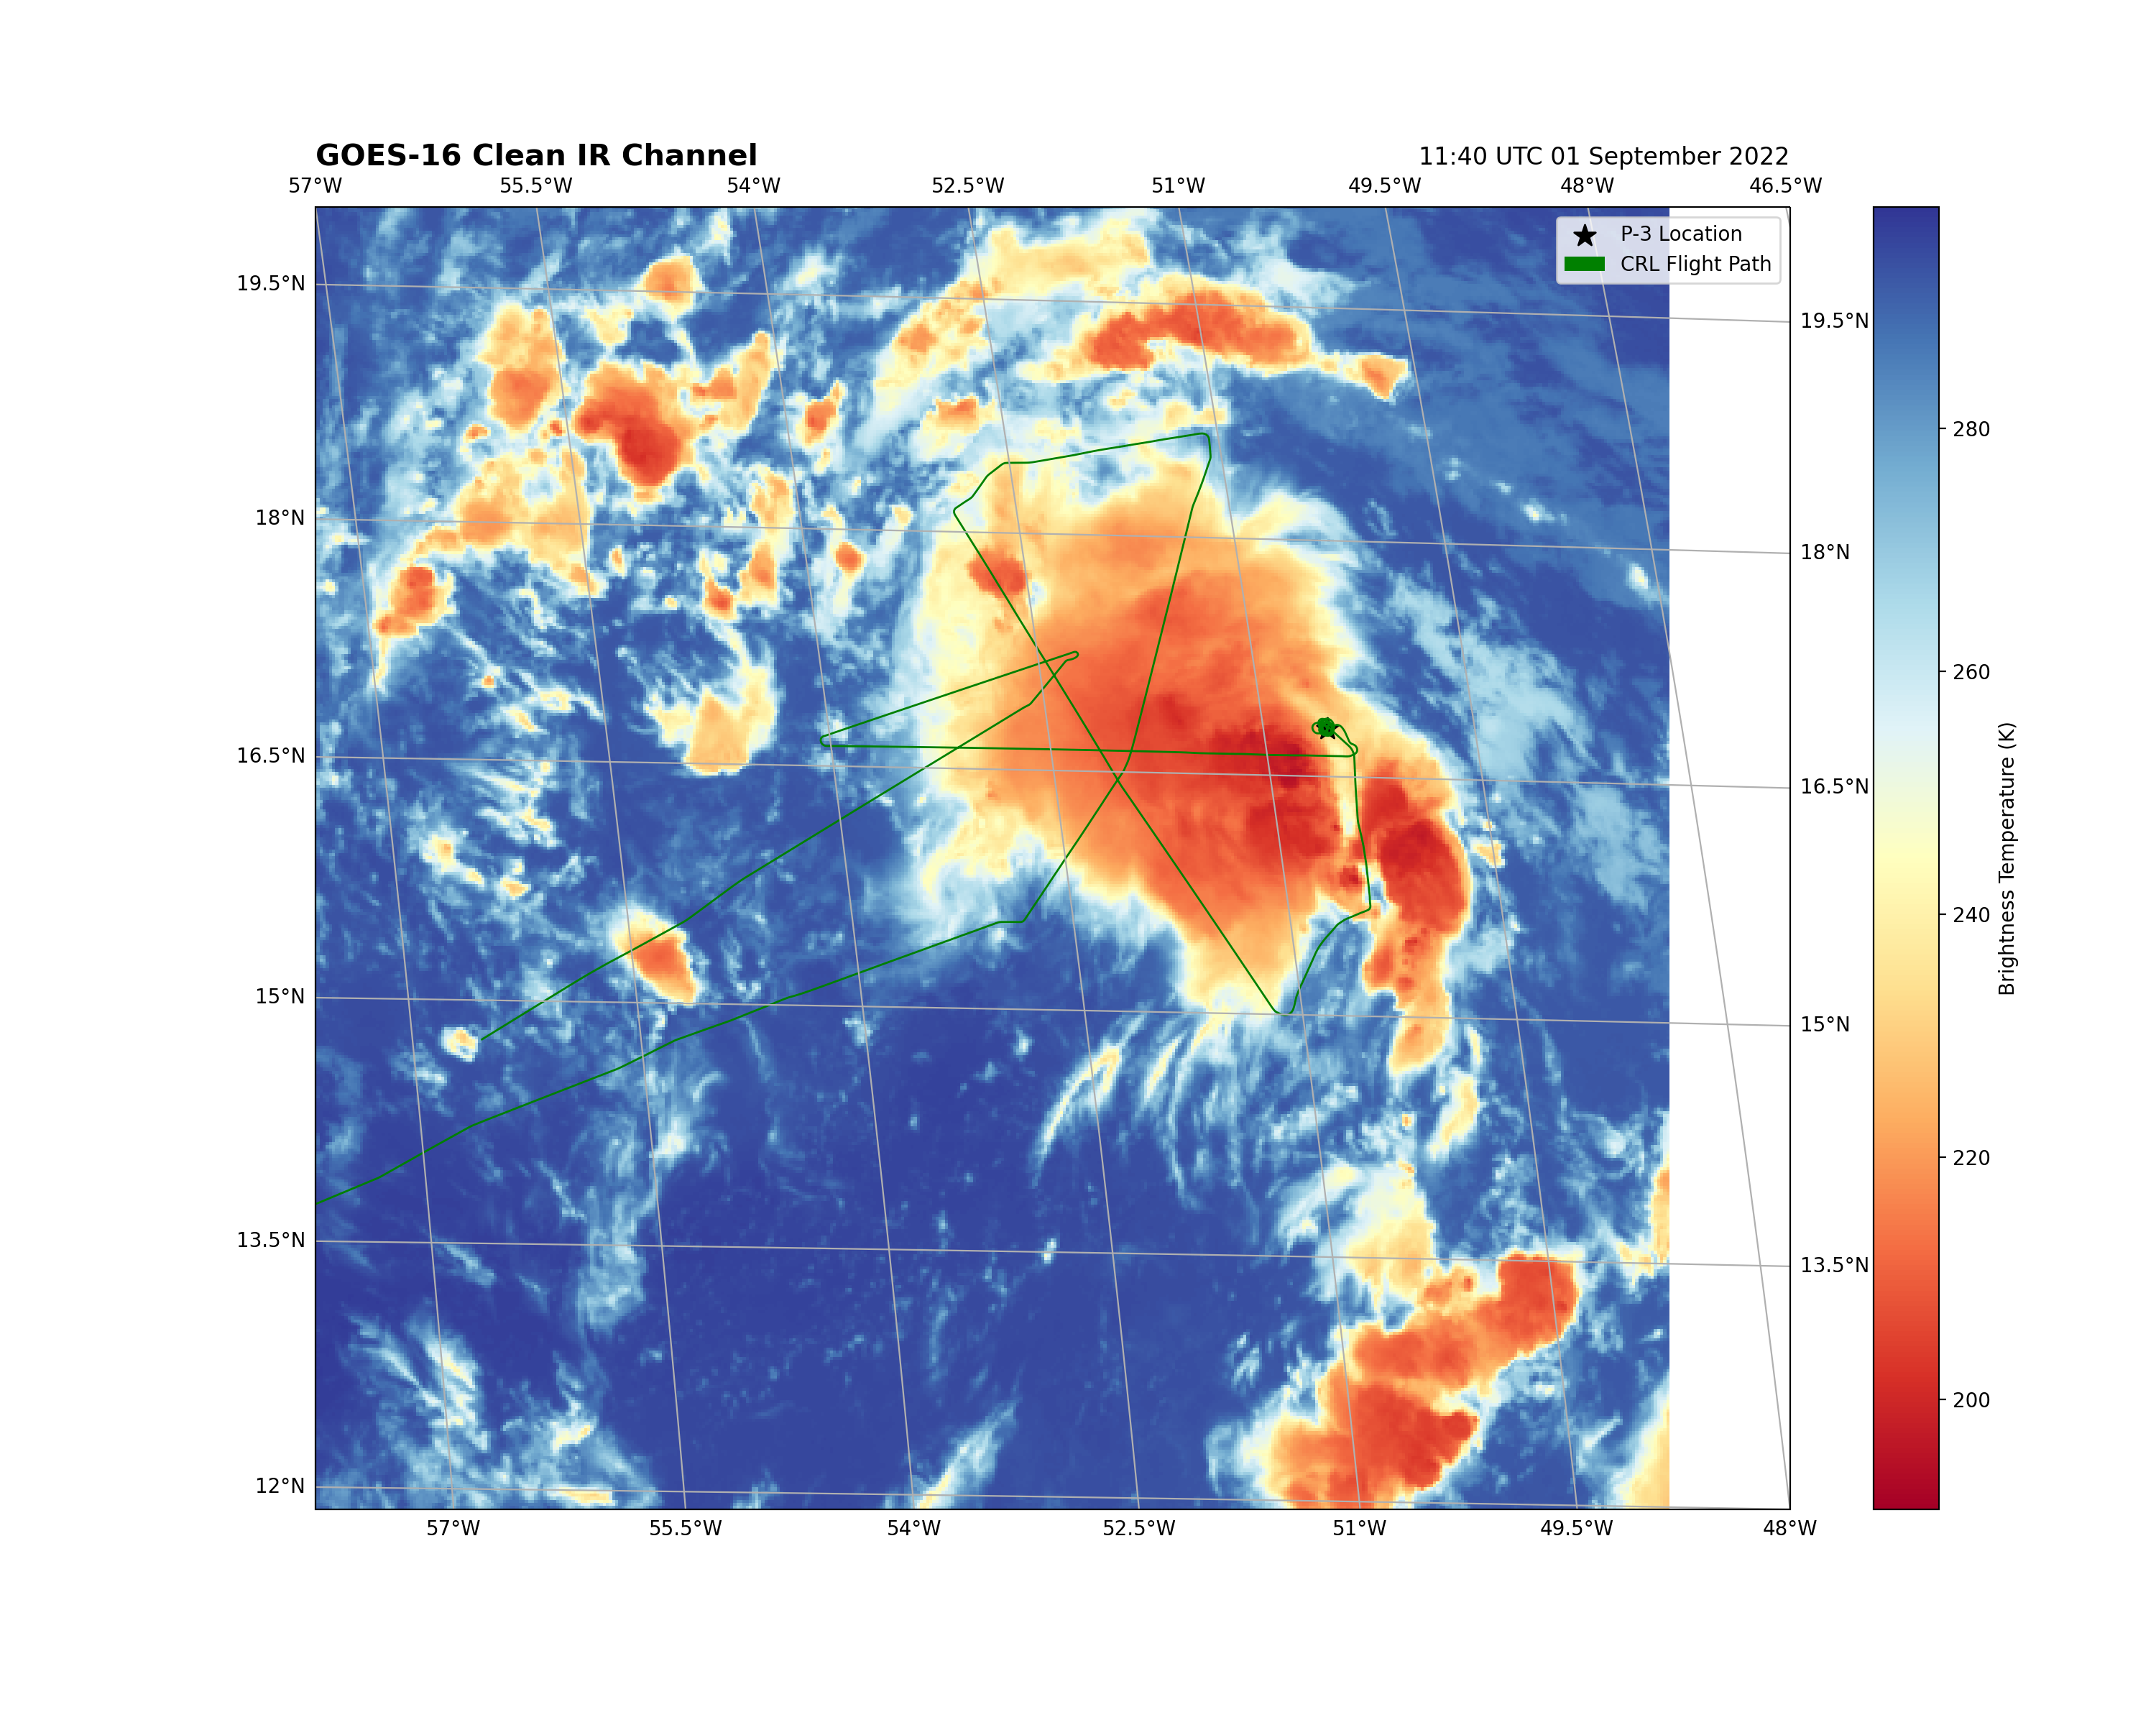 GOES-16 Clean IR Channel
11:40 UTC 01 September 2022
57°W 55.5°W 54°W 52.5°W 51°W 49.5°W 48°W 46.5°W
P-3 Location
CRL Flight Path
19.5°N
19.5°N
18°N
18°N
16.5°N
16.5°N
15°N
15°N
13.5°N
13.5°N
12°N
57°W 55.5°W 54°W 52.5°W 51°W 49.5°W 48°W
280
260
240
220
200
Brightness Temperature (K)